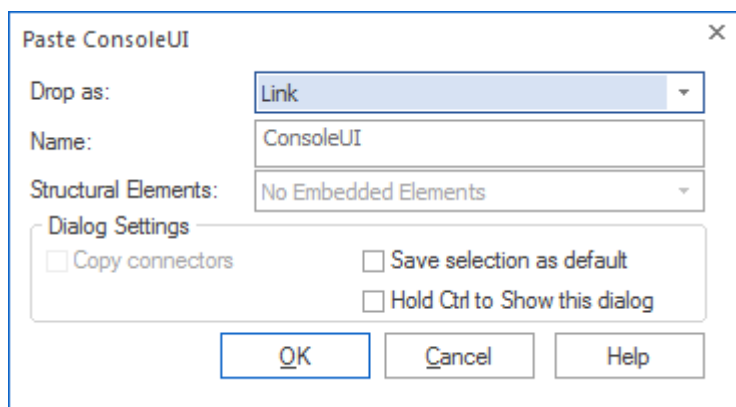 Paste ConsoleUI
Drop as: Link
Name: ConsoleUI
Structural Elements: No Embedded Elements
Dialog Settings
Copy connectors Save selection as default
Hold Ctrl to Show this dialog
OK Cancel Help